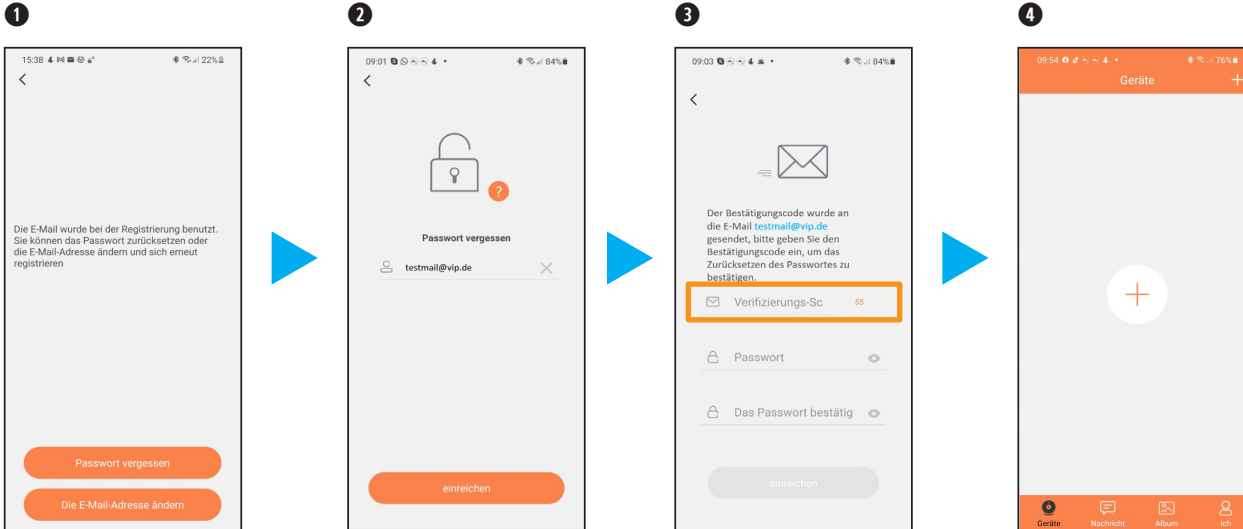 1
2
3
4
15:38
22%
Die E-Mail wurde bei der Registrierung benutzt.
Sie können das Passwort zurücksetzen oder
die E-Mail-Adresse ändern und sich erneut
registrieren
Passwort vergessen
Die E-Mail-Adresse ändern
09:01
84%
?
Passwort vergessen
testmail@vip.de
einreichen
09:03
84%
Der Bestätigungscode wurde an
die E-Mail testmail@vip.de
gesendet, bitte geben Sie den
Bestätigungscode ein, um das
Zurücksetzen des Passwortes zu
bestätigen.
Verifizierungs-Sc 55
Passwort
Das Passwort bestätig
einreichen
09:54
76%
Geräte
Geräte Nachricht Album Ich